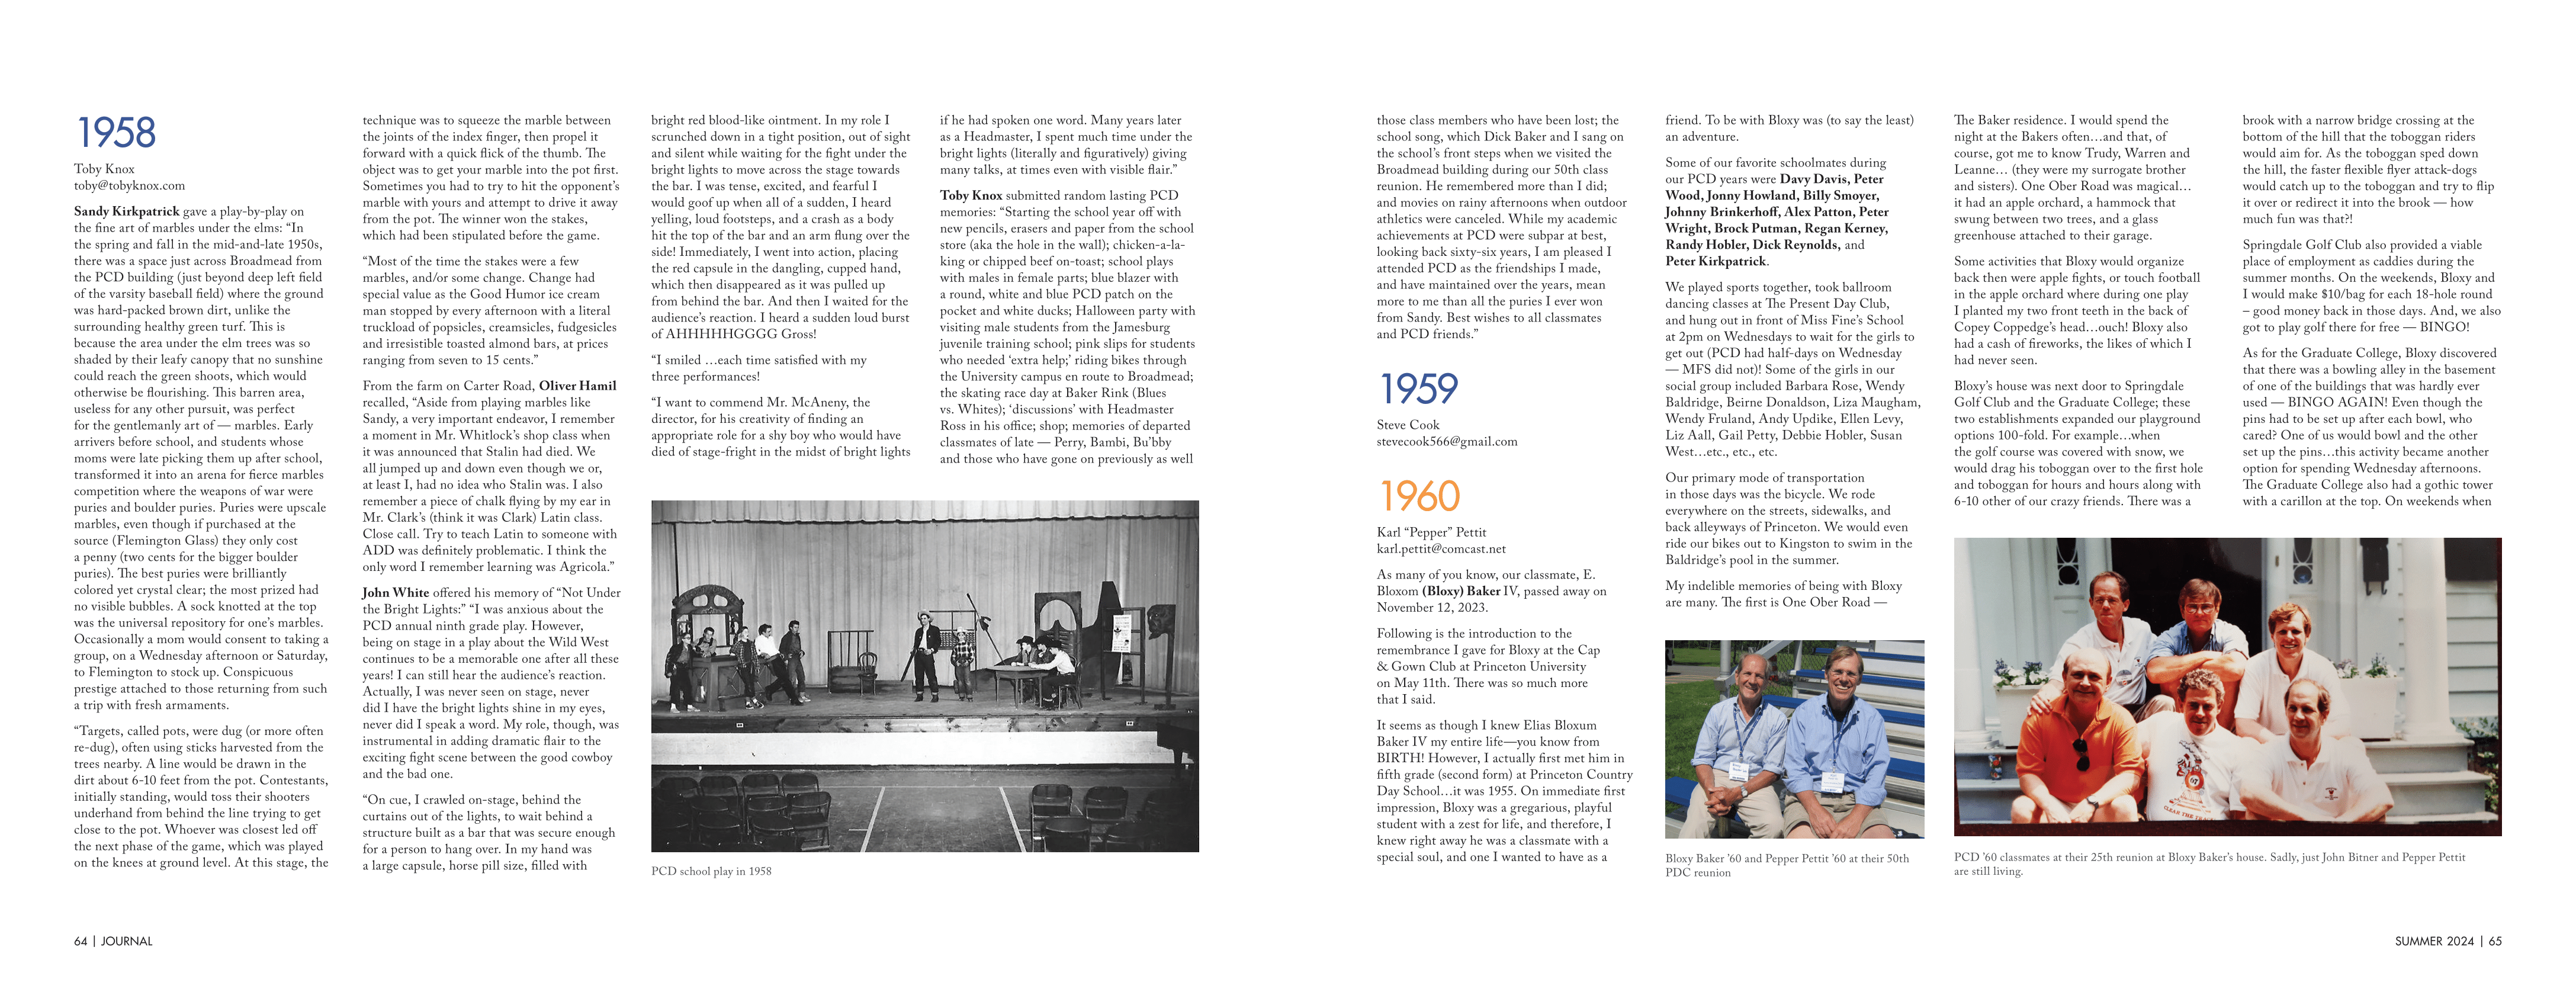 1958
Toby Knox
toby@tobyknox.com
Sandy Kirkpatrick gave a play-by-play on
the fine art of marbles under the elms: “In
the spring and fall in the mid-and-late 1950s,
there was a space just across Broadmead from
the PCD building (just beyond deep left field
of the varsity baseball field) where the ground
was hard-packed brown dirt, unlike the
surrounding healthy green turf. This is
because the area under the elm trees was so
shaded by their leafy canopy that no sunshine
could reach the green shoots, which would
otherwise be flourishing. This barren area,
useless for any other pursuit, was perfect
for the gentlemanly art of — marbles. Early
arrivers before school, and students whose
moms were late picking them up after school,
transformed it into an arena for fierce marbles
competition where the weapons of war were
puries and boulder puries. Puries were upscale
marbles, even though if purchased at the
source (Flemington Glass) they only cost
a penny (two cents for the bigger boulder
puries). The best puries were brilliantly
colored yet crystal clear; the most prized had
no visible bubbles. A sock knotted at the top
was the universal repository for one’s marbles.
Occasionally a mom would consent to taking a
group, on a Wednesday afternoon or Saturday,
to Flemington to stock up. Conspicuous
prestige attached to those returning from such
a trip with fresh armaments.
“Targets, called pots, were dug (or more often
re-dug), often using sticks harvested from the
trees nearby. A line would be drawn in the
dirt about 6-10 feet from the pot. Contestants,
initially standing, would toss their shooters
underhand from behind the line trying to get
close to the pot. Whoever was closest led off
the next phase of the game, which was played
on the knees at ground level. At this stage, the
technique was to squeeze the marble between
the joints of the index finger, then propel it
forward with a quick flick of the thumb. The
object was to get your marble into the pot first.
Sometimes you had to try to hit the opponent’s
marble with yours and attempt to drive it away
from the pot. The winner won the stakes,
which had been stipulated before the game.
“Most of the time the stakes were a few
marbles, and/or some change. Change had
special value as the Good Humor ice cream
man stopped by every afternoon with a literal
truckload of popsicles, creamsicles, fudgesicles
and irresistible toasted almond bars, at prices
ranging from seven to 15 cents.”
From the farm on Carter Road, Oliver Hamil
recalled, “Aside from playing marbles like
Sandy, a very important endeavor, I remember
a moment in Mr. Whitlock’s shop class when
it was announced that Stalin had died. We
all jumped up and down even though we or,
at least I, had no idea who Stalin was. I also
remember a piece of chalk flying by my ear in
Mr. Clark’s (think it was Clark) Latin class.
Close call. Try to teach Latin to someone with
ADD was definitely problematic. I think the
only word I remember learning was Agricola.”
John White offered his memory of “Not Under
the Bright Lights:” “I was anxious about the
PCD annual ninth grade play. However,
being on stage in a play about the Wild West
continues to be a memorable one after all these
years! I can still hear the audience’s reaction.
Actually, I was never seen on stage, never
did I have the bright lights shine in my eyes,
never did I speak a word. My role, though, was
instrumental in adding dramatic flair to the
exciting fight scene between the good cowboy
and the bad one.
“On cue, I crawled on-stage, behind the
curtains out of the lights, to wait behind a
structure built as a bar that was secure enough
for a person to hang over. In my hand was
a large capsule, horse pill size, filled with
bright red blood-like ointment. In my role I
scrunched down in a tight position, out of sight
and silent while waiting for the fight under the
bright lights to move across the stage towards
the bar. I was tense, excited, and fearful I
would goof up when all of a sudden, I heard
yelling, loud footsteps, and a crash as a body
hit the top of the bar and an arm flung over the
side! Immediately, I went into action, placing
the red capsule in the dangling, cupped hand,
which then disappeared as it was pulled up
from behind the bar. And then I waited for the
audience’s reaction. I heard a sudden loud burst
of AHHHHHGGGG Gross!
“I smiled …each time satisfied with my
three performances!
“I want to commend Mr. McAneny, the
director, for his creativity of finding an
appropriate role for a shy boy who would have
died of stage-fright in the midst of bright lights
if he had spoken one word. Many years later
as a Headmaster, I spent much time under the
bright lights (literally and figuratively) giving
many talks, at times even with visible flair.”
Toby Knox submitted random lasting PCD
memories: “Starting the school year off with
new pencils, erasers and paper from the school
store (aka the hole in the wall); chicken-a-la-
king or chipped beef on-toast; school plays
with males in female parts; blue blazer with
a round, white and blue PCD patch on the
pocket and white ducks; Halloween party with
visiting male students from the Jamesburg
juvenile training school; pink slips for students
who needed ‘extra help;’ riding bikes through
the University campus en route to Broadmead;
the skating race day at Baker Rink (Blues
vs. Whites); ‘discussions’ with Headmaster
Ross in his office; shop; memories of departed
classmates of late — Perry, Bambi, Bu’bby
and those who have gone on previously as well
PCD school play in 1958
64 | JOURNAL
those class members who have been lost; the
school song, which Dick Baker and I sang on
the school’s front steps when we visited the
Broadmead building during our 50th class
reunion. He remembered more than I did;
and movies on rainy afternoons when outdoor
athletics were canceled. While my academic
achievements at PCD were subpar at best,
looking back sixty-six years, I am pleased I
attended PCD as the friendships I made,
and have maintained over the years, mean
more to me than all the puries I ever won
from Sandy. Best wishes to all classmates
and PCD friends.”
1959
Steve Cook
stevecook566@gmail.com
1960
Karl “Pepper” Pettit
karl.pettit@comcast.net
As many of you know, our classmate, E.
Bloxom (Bloxy) Baker IV, passed away on
November 12, 2023.
Following is the introduction to the
remembrance I gave for Bloxy at the Cap
& Gown Club at Princeton University
on May 11th. There was so much more
that I said.
It seems as though I knew Elias Bloxum
Baker IV my entire life—you know from
BIRTH! However, I actually first met him in
fifth grade (second form) at Princeton Country
Day School…it was 1955. On immediate first
impression, Bloxy was a gregarious, playful
student with a zest for life, and therefore, I
knew right away he was a classmate with a
special soul, and one I wanted to have as a
friend. To be with Bloxy was (to say the least)
an adventure.
Some of our favorite schoolmates during
our PCD years were Davy Davis, Peter
Wood, Jonny Howland, Billy Smoyer,
Johnny Brinkerhoff, Alex Patton, Peter
Wright, Brock Putman, Regan Kerney,
Randy Hobler, Dick Reynolds, and
Peter Kirkpatrick.
We played sports together, took ballroom
dancing classes at The Present Day Club,
and hung out in front of Miss Fine’s School
at 2pm on Wednesdays to wait for the girls to
get out (PCD had half-days on Wednesday
— MFS did not)! Some of the girls in our
social group included Barbara Rose, Wendy
Baldridge, Beirne Donaldson, Liza Maugham,
Wendy Fruland, Andy Updike, Ellen Levy,
Liz Aall, Gail Petty, Debbie Hobler, Susan
West…etc., etc., etc.
Our primary mode of transportation
in those days was the bicycle. We rode
everywhere on the streets, sidewalks, and
back alleyways of Princeton. We would even
ride our bikes out to Kingston to swim in the
Baldridge’s pool in the summer.
My indelible memories of being with Bloxy
are many. The first is One Ober Road —
Bloxy Baker ’60 and Pepper Pettit ’60 at their 50th
PDC reunion
The Baker residence. I would spend the
night at the Bakers often…and that, of
course, got me to know Trudy, Warren and
Leanne… (they were my surrogate brother
and sisters). One Ober Road was magical…
it had an apple orchard, a hammock that
swung between two trees, and a glass
greenhouse attached to their garage.
Some activities that Bloxy would organize
back then were apple fights, or touch football
in the apple orchard where during one play
I planted my two front teeth in the back of
Copey Coppedge’s head…ouch! Bloxy also
had a cash of fireworks, the likes of which I
had never seen.
Bloxy’s house was next door to Springdale
Golf Club and the Graduate College; these
two establishments expanded our playground
options 100-fold. For example…when
the golf course was covered with snow, we
would drag his toboggan over to the first hole
and toboggan for hours and hours along with
6-10 other of our crazy friends. There was a
brook with a narrow bridge crossing at the
bottom of the hill that the toboggan riders
would aim for. As the toboggan sped down
the hill, the faster flexible flyer attack-dogs
would catch up to the toboggan and try to flip
it over or redirect it into the brook — how
much fun was that?!
Springdale Golf Club also provided a viable
place of employment as caddies during the
summer months. On the weekends, Bloxy and
I would make $10/bag for each 18-hole round
– good money back in those days. And, we also
got to play golf there for free — BINGO!
As for the Graduate College, Bloxy discovered
that there was a bowling alley in the basement
of one of the buildings that was hardly ever
used — BINGO AGAIN! Even though the
pins had to be set up after each bowl, who
cared? One of us would bowl and the other
set up the pins…this activity became another
option for spending Wednesday afternoons.
The Graduate College also had a gothic tower
with a carillon at the top. On weekends when
PCD ’60 classmates at their 25th reunion at Bloxy Baker’s house. Sadly, just John Bitner and Pepper Pettit
are still living.
SUMMER 2024 | 65